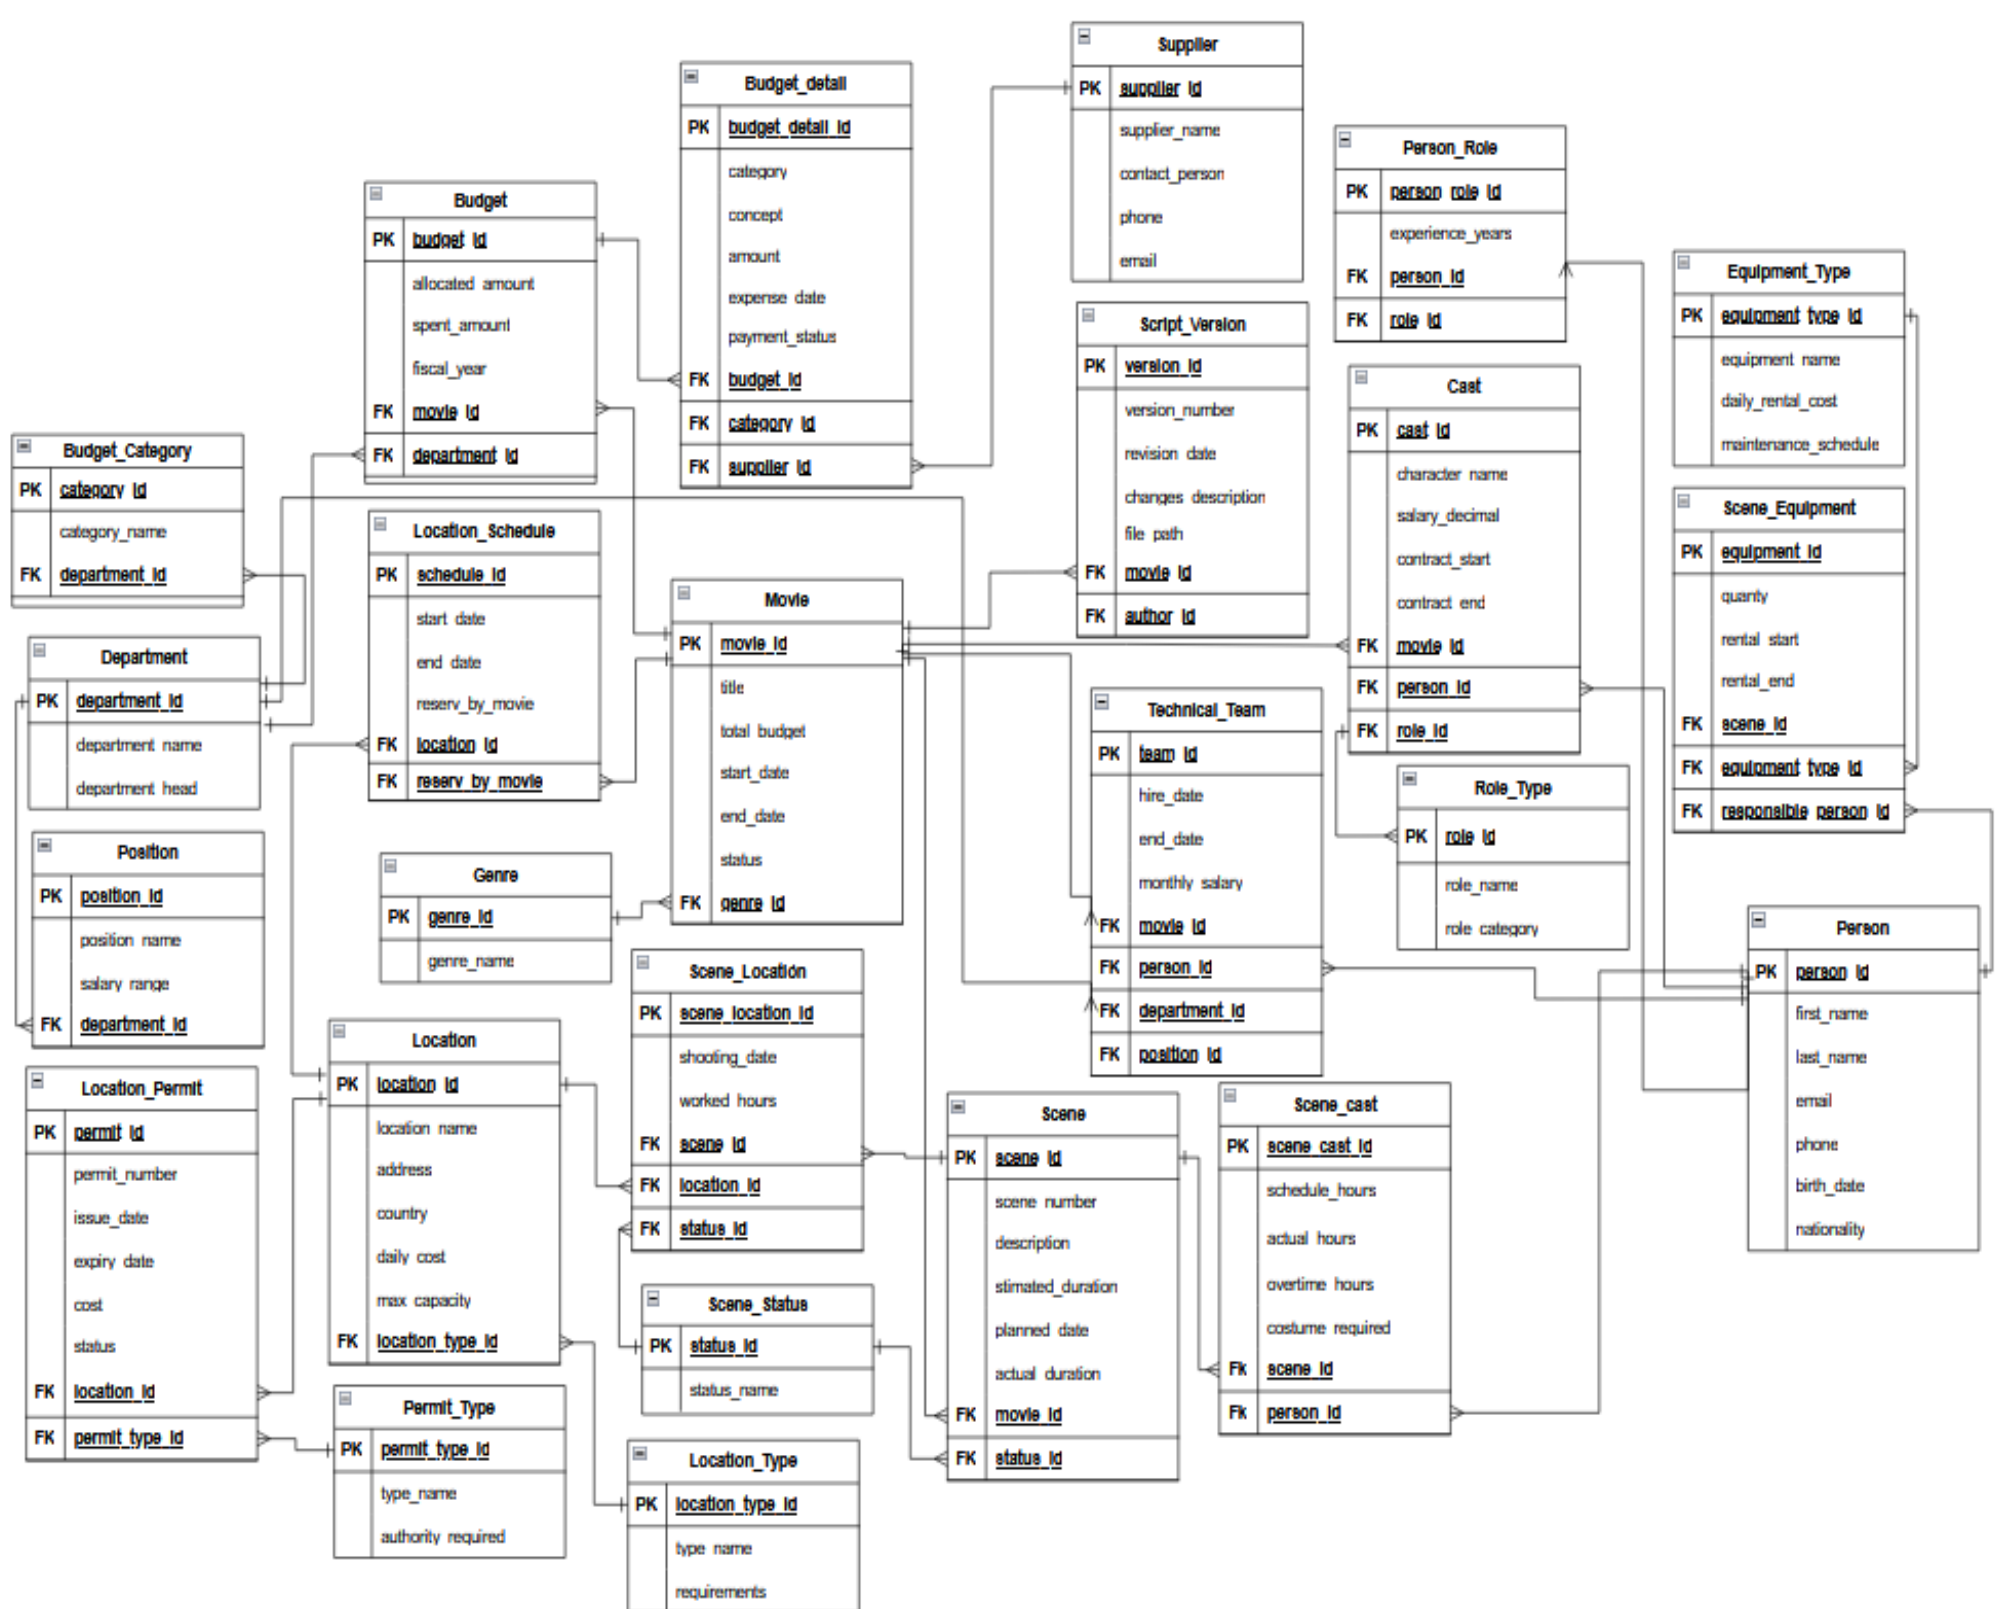 Supplier
PK supplier_id
supplier_name
contact_person
phone
email
Budget_detail
PK budget_detail_id
category
concept
amount
expense_date
payment_status
FK budget_id
FK category_id
FK supplier_id
Person_Role
PK person_role_id
experience_years
FK person_id
FK role_id
Budget
PK budget_id
allocated_amount
spent_amount
fiscal_year
FK movie_id
FK department_id
Equipment_Type
PK equipment_type_id
equipment_name
daily_rental_cost
maintenance_schedule
Script_Version
PK version_id
version_number
revision_date
changes_description
file_path
FK movie_id
FK author_id
Cast
PK cast_id
character_name
salary_decimal
contract_start
contract_end
FK movie_id
FK person_id
FK role_id
Budget_Category
PK category_id
category_name
FK department_id
Scene_Equipment
PK equipment_id
quanty
rental_start
rental_end
FK scene_id
FK equipment_type_id
FK responsible_person_id
Location_Schedule
PK schedule_id
start_date
end_date
reserv_by_movie
FK location_id
FK reserv_by_movie
Movie
PK movie_id
title
total_budget
start_date
end_date
status
FK genre_id
Department
PK department_id
department_name
department_head
Technical_Team
PK team_id
hire_date
end_date
monthly_salary
FK movie_id
FK person_id
FK department_id
FK position_id
Role_Type
PK role_id
role_name
role_category
Position
PK position_id
position_name
salary_range
FK department_id
Genre
PK genre_id
genre_name
Person
PK person_id
first_name
last_name
email
phone
birth_date
nationality
Scene_Location
PK scene_location_id
shooting_date
worked_hours
FK scene_id
FK location_id
FK status_id
Location
PK location_id
location_name
address
country
daily_cost
max_capacity
FK location_type_id
Location_Permit
PK permit_id
permit_number
issue_date
expiry_date
cost
status
FK location_id
FK permit_type_id
Scene
PK scene_id
scene_number
description
stimated_duration
planned_date
actual_duration
FK movie_id
FK status_id
Scene_cast
PK scene_cast_id
schedule_hours
actual_hours
overtime_hours
costume_required
Fk scene_id
Fk person_id
Scene_Status
PK status_id
status_name
Permit_Type
PK permit_type_id
type_name
authority_required
Location_Type
PK location_type_id
type_name
requirements